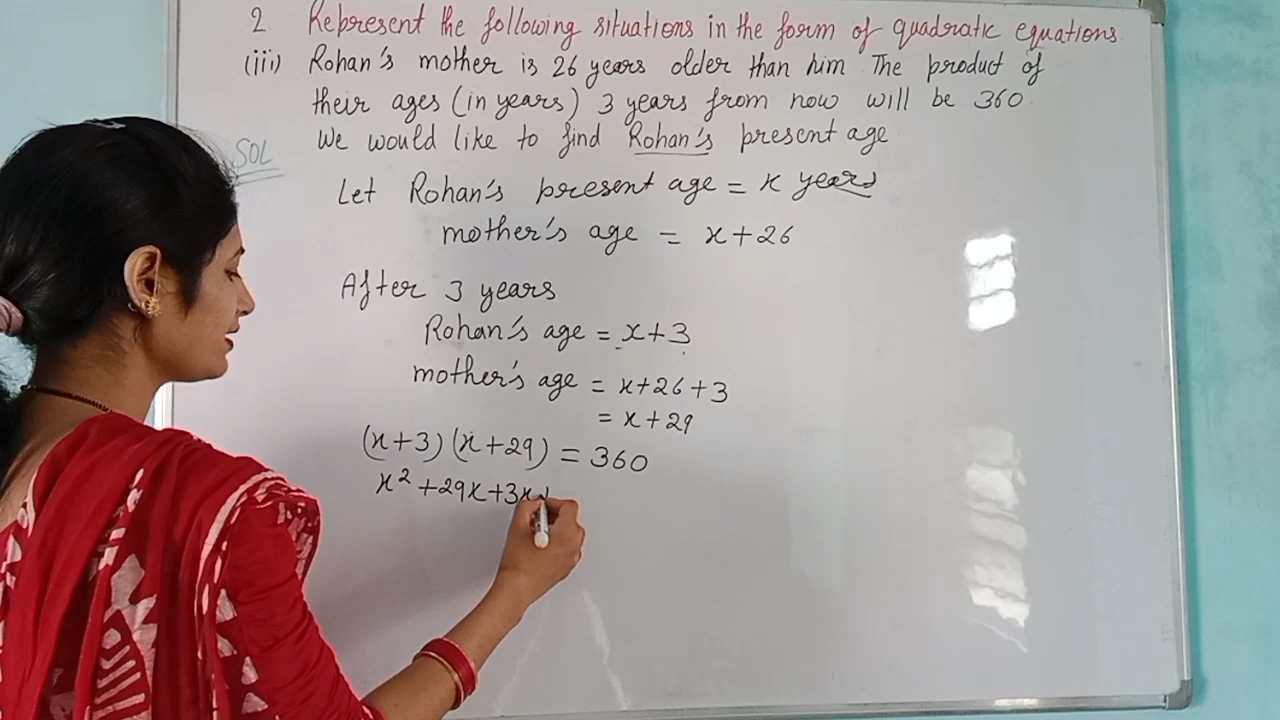 2. Represent the following situations in the form of quadratic equations
(iii) Rohan's mother is 26 years older than him The product of
their ages (in years) 3 years from now will be 360.
We would like to find Rohan's present age
SOL
Let Rohan's present age = x years
mother's age = x+26
After 3 years
Rohan's age = x+3
mother's age = x+26+3
= x+29
(x+3) (x+29) = 360
x² +29x+3x+